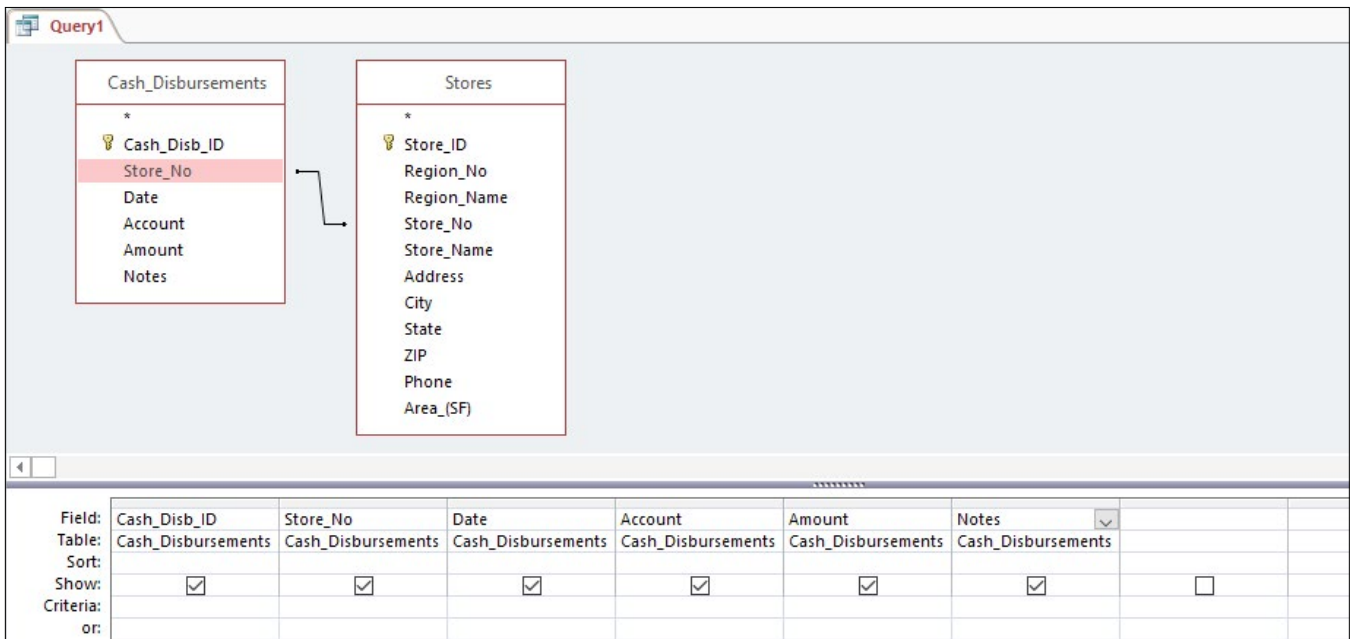 Query1
Cash_Disbursements
*
Cash_Disb_ID
Store_No
Date
Account
Amount
Notes
Stores
*
Store_ID
Region_No
Region_Name
Store_No
Store_Name
Address
City
State
ZIP
Phone
Area_(SF)
Field: Cash_Disb_ID Store_No Date Account Amount Notes
Table: Cash_Disbursements Cash_Disbursements Cash_Disbursements Cash_Disbursements Cash_Disbursements Cash_Disbursements
Sort:
Show:
Criteria:
or: